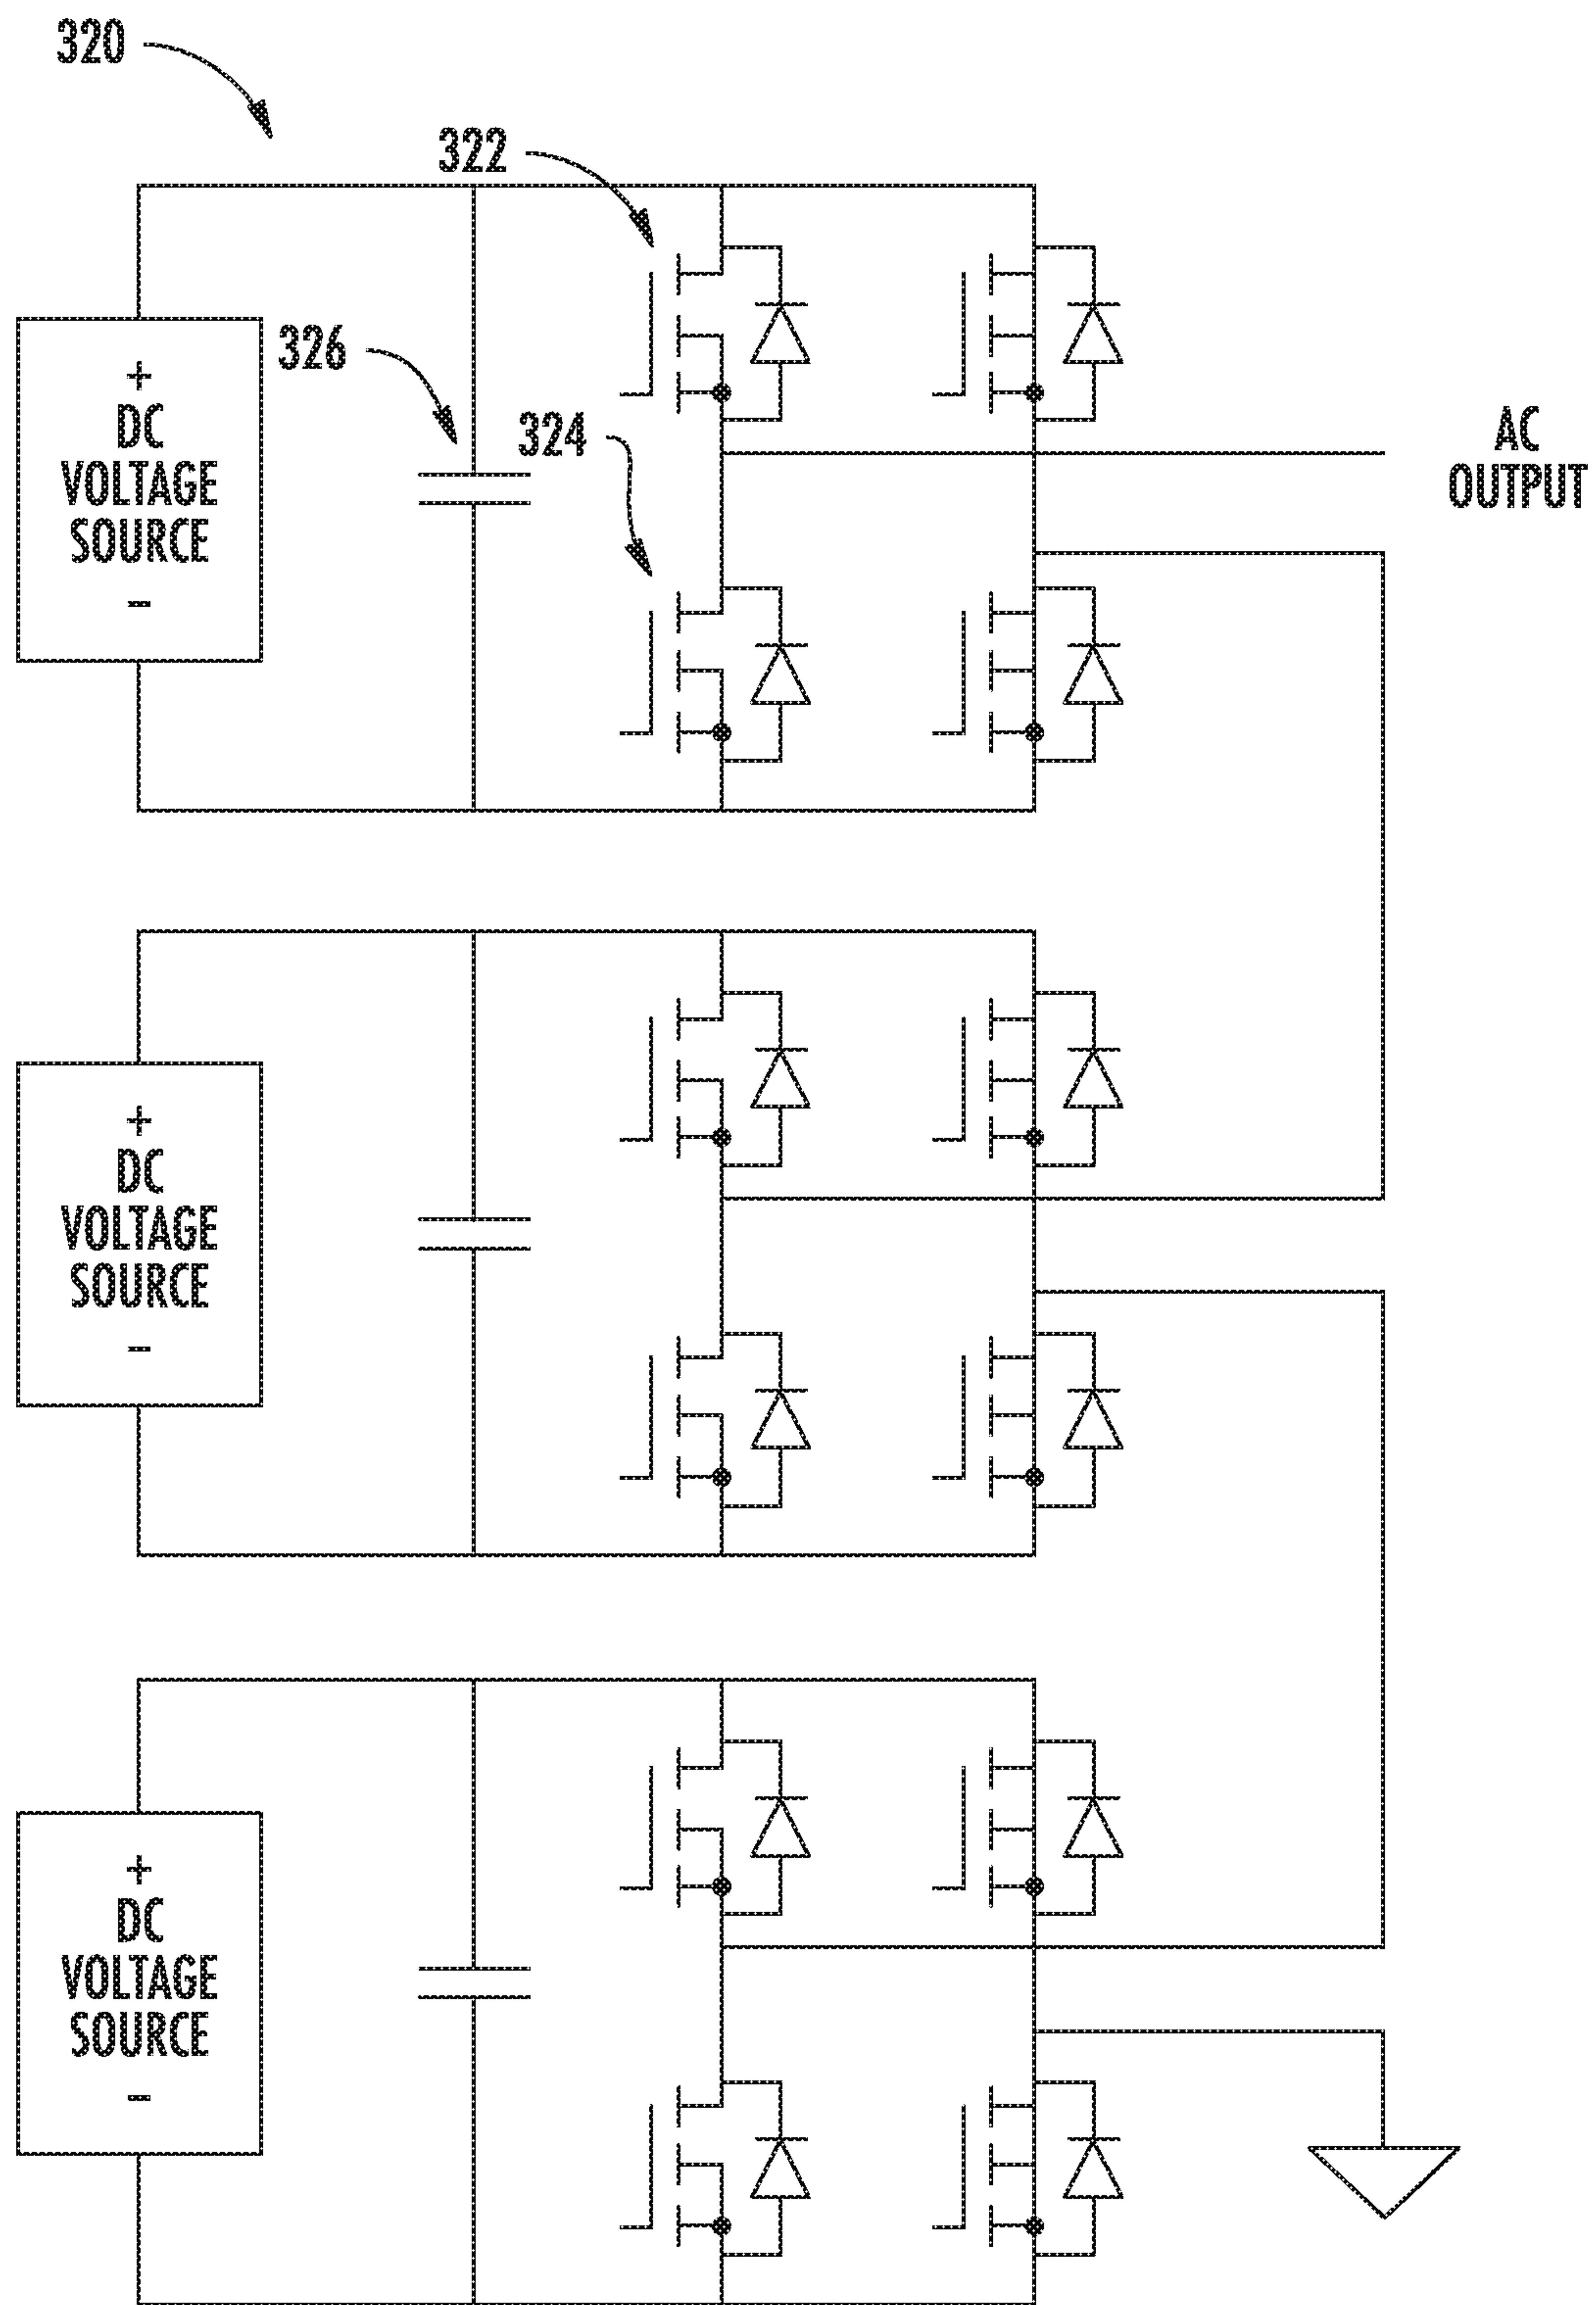 320
322
326
324
+
DC
VOLTAGE
SOURCE
−
AC
OUTPUT
+
DC
VOLTAGE
SOURCE
−
+
DC
VOLTAGE
SOURCE
−